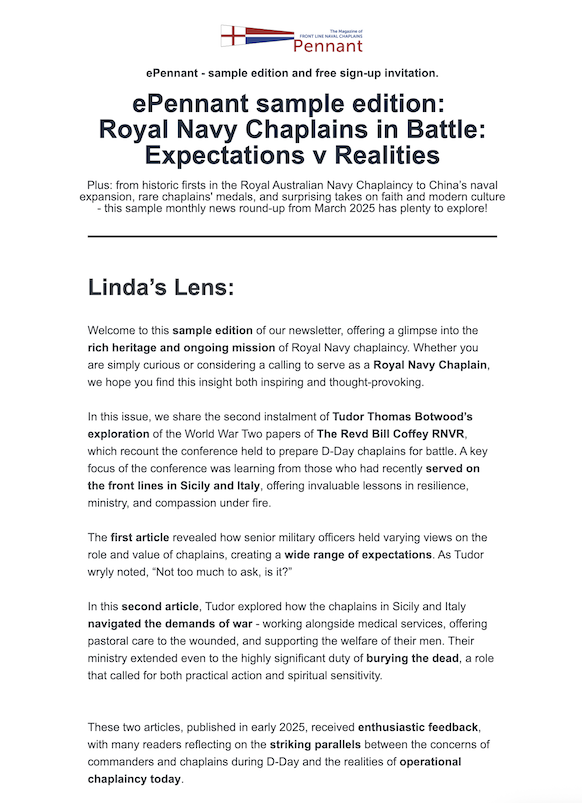 The Magazine of
FRONT LINE NAVAL CHAPLAINS
Pennant
ePennant - sample edition and free sign-up invitation.
ePennant sample edition:
Royal Navy Chaplains in Battle:
Expectations v Realities
Plus: from historic firsts in the Royal Australian Navy Chaplaincy to China’s naval
expansion, rare chaplains' medals, and surprising takes on faith and modern culture
- this sample monthly news round-up from March 2025 has plenty to explore!
Linda’s Lens:
Welcome to this sample edition of our newsletter, offering a glimpse into the
rich heritage and ongoing mission of Royal Navy chaplaincy. Whether you
are simply curious or considering a calling to serve as a Royal Navy Chaplain,
we hope you find this insight both inspiring and thought-provoking.
In this issue, we share the second instalment of Tudor Thomas Botwood’s
exploration of the World War Two papers of The Revd Bill Coffey RNVR,
which recount the conference held to prepare D-Day chaplains for battle. A key
focus of the conference was learning from those who had recently served on
the front lines in Sicily and Italy, offering invaluable lessons in resilience,
ministry, and compassion under fire.
The first article revealed how senior military officers held varying views on the
role and value of chaplains, creating a wide range of expectations. As Tudor
wryly noted, “Not too much to ask, is it?”
In this second article, Tudor explored how the chaplains in Sicily and Italy
navigated the demands of war - working alongside medical services, offering
pastoral care to the wounded, and supporting the welfare of their men. Their
ministry extended even to the highly significant duty of burying the dead, a role
that called for both practical action and spiritual sensitivity.
These two articles, published in early 2025, received enthusiastic feedback,
with many readers reflecting on the striking parallels between the concerns of
commanders and chaplains during D-Day and the realities of operational
chaplaincy today.